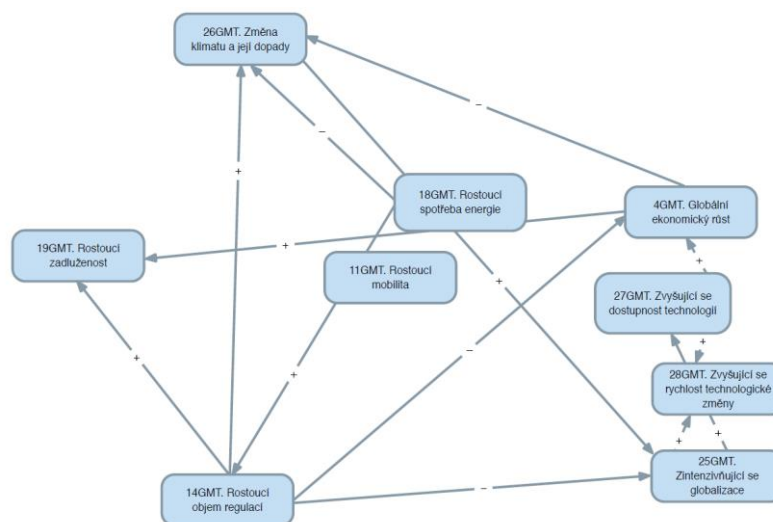 26GMT. Změna
klimatu a její dopady
18GMT. Rostoucí
spotřeba energie
4GMT. Globální
ekonomický růst
19GMT. Rostoucí
zadluženost
11GMT. Rostoucí
mobilita
27GMT. Zvyšující se
dostupnost technologií
28GMT. Zvyšující se
rychlost technologické
změny
25GMT.
Zintenzivňující se
globalizace
14GMT. Rostoucí
objem regulací
−
−
+
+
+
+
+
−
+
+
+
+
−